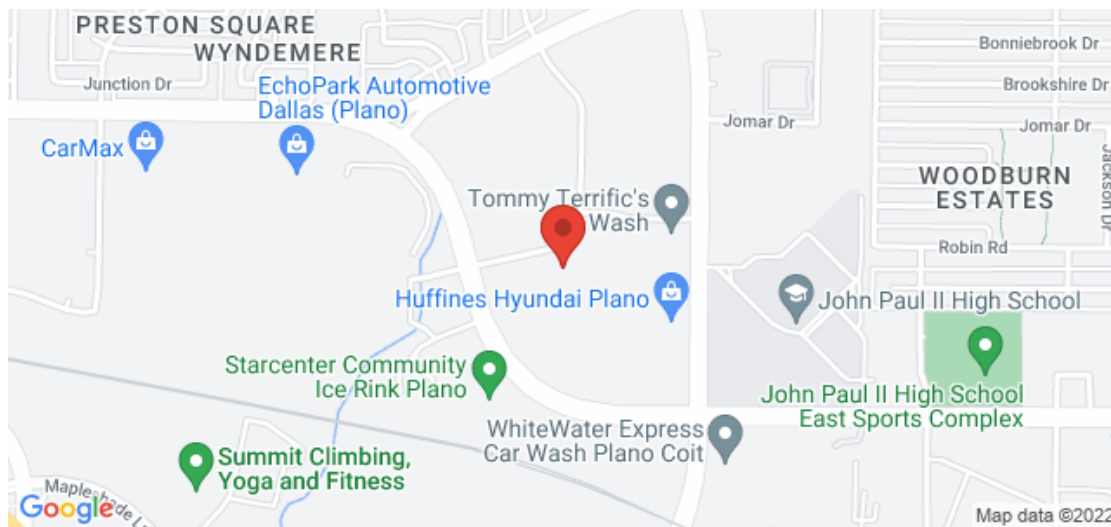 PRESTON SQUARE
WYNDEMERE
Junction Dr
EchoPark Automotive
Dallas (Plano)
CarMax
Bonniebrook Dr
Brookshire Dr
Jomar Dr
Jomar Dr
Jackson Dr
WOODBURN
ESTATES
Tommy Terrific's
Wash
Robin Rd
Huffines Hyundai Plano
John Paul II High School
Starcenter Community
Ice Rink Plano
John Paul II High School
East Sports Complex
WhiteWater Express
Car Wash Plano Coit
Summit Climbing,
Yoga and Fitness
Mapleshade L
Google
Map data ©2022